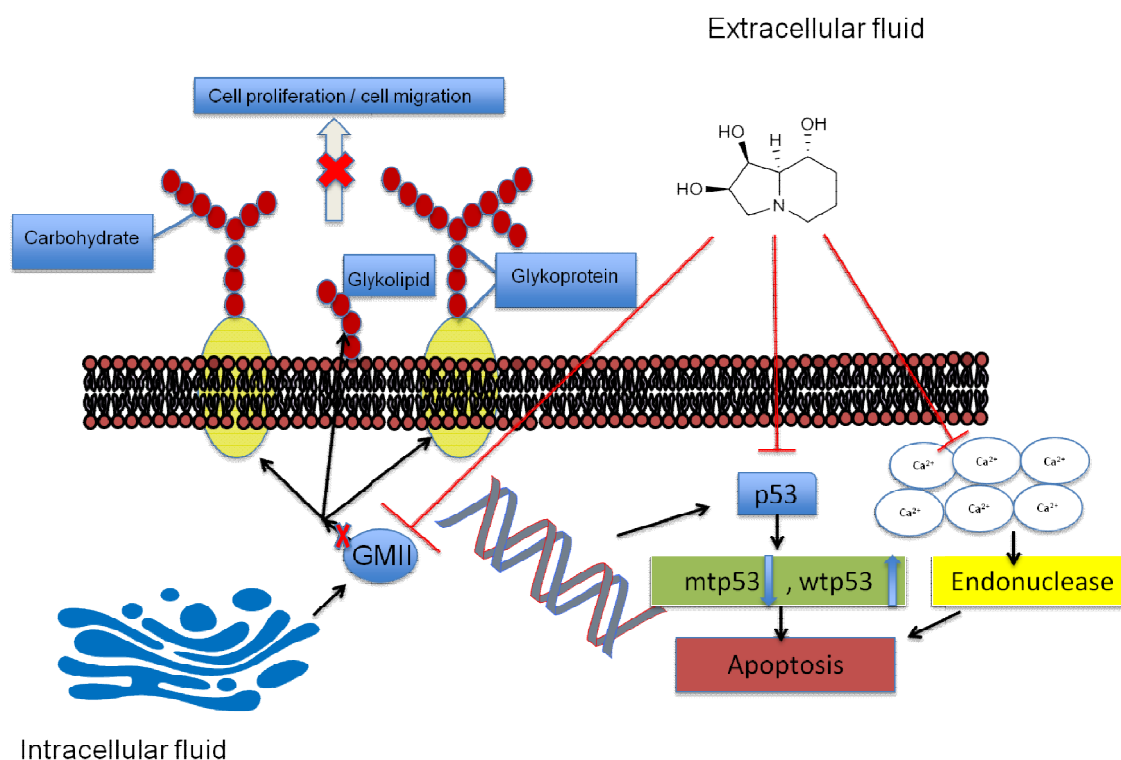 Extracellular fluid
Cell proliferation / cell migration
HO
H
OH
HO
N
Carbohydrate
Glykolipid
Glykoprotein
p53
Ca²⁺
Ca²⁺
Ca²⁺
Ca²⁺
Ca²⁺
Ca²⁺
GMII
mtp53 , wtp53
Endonuclease
Apoptosis
Intracellular fluid